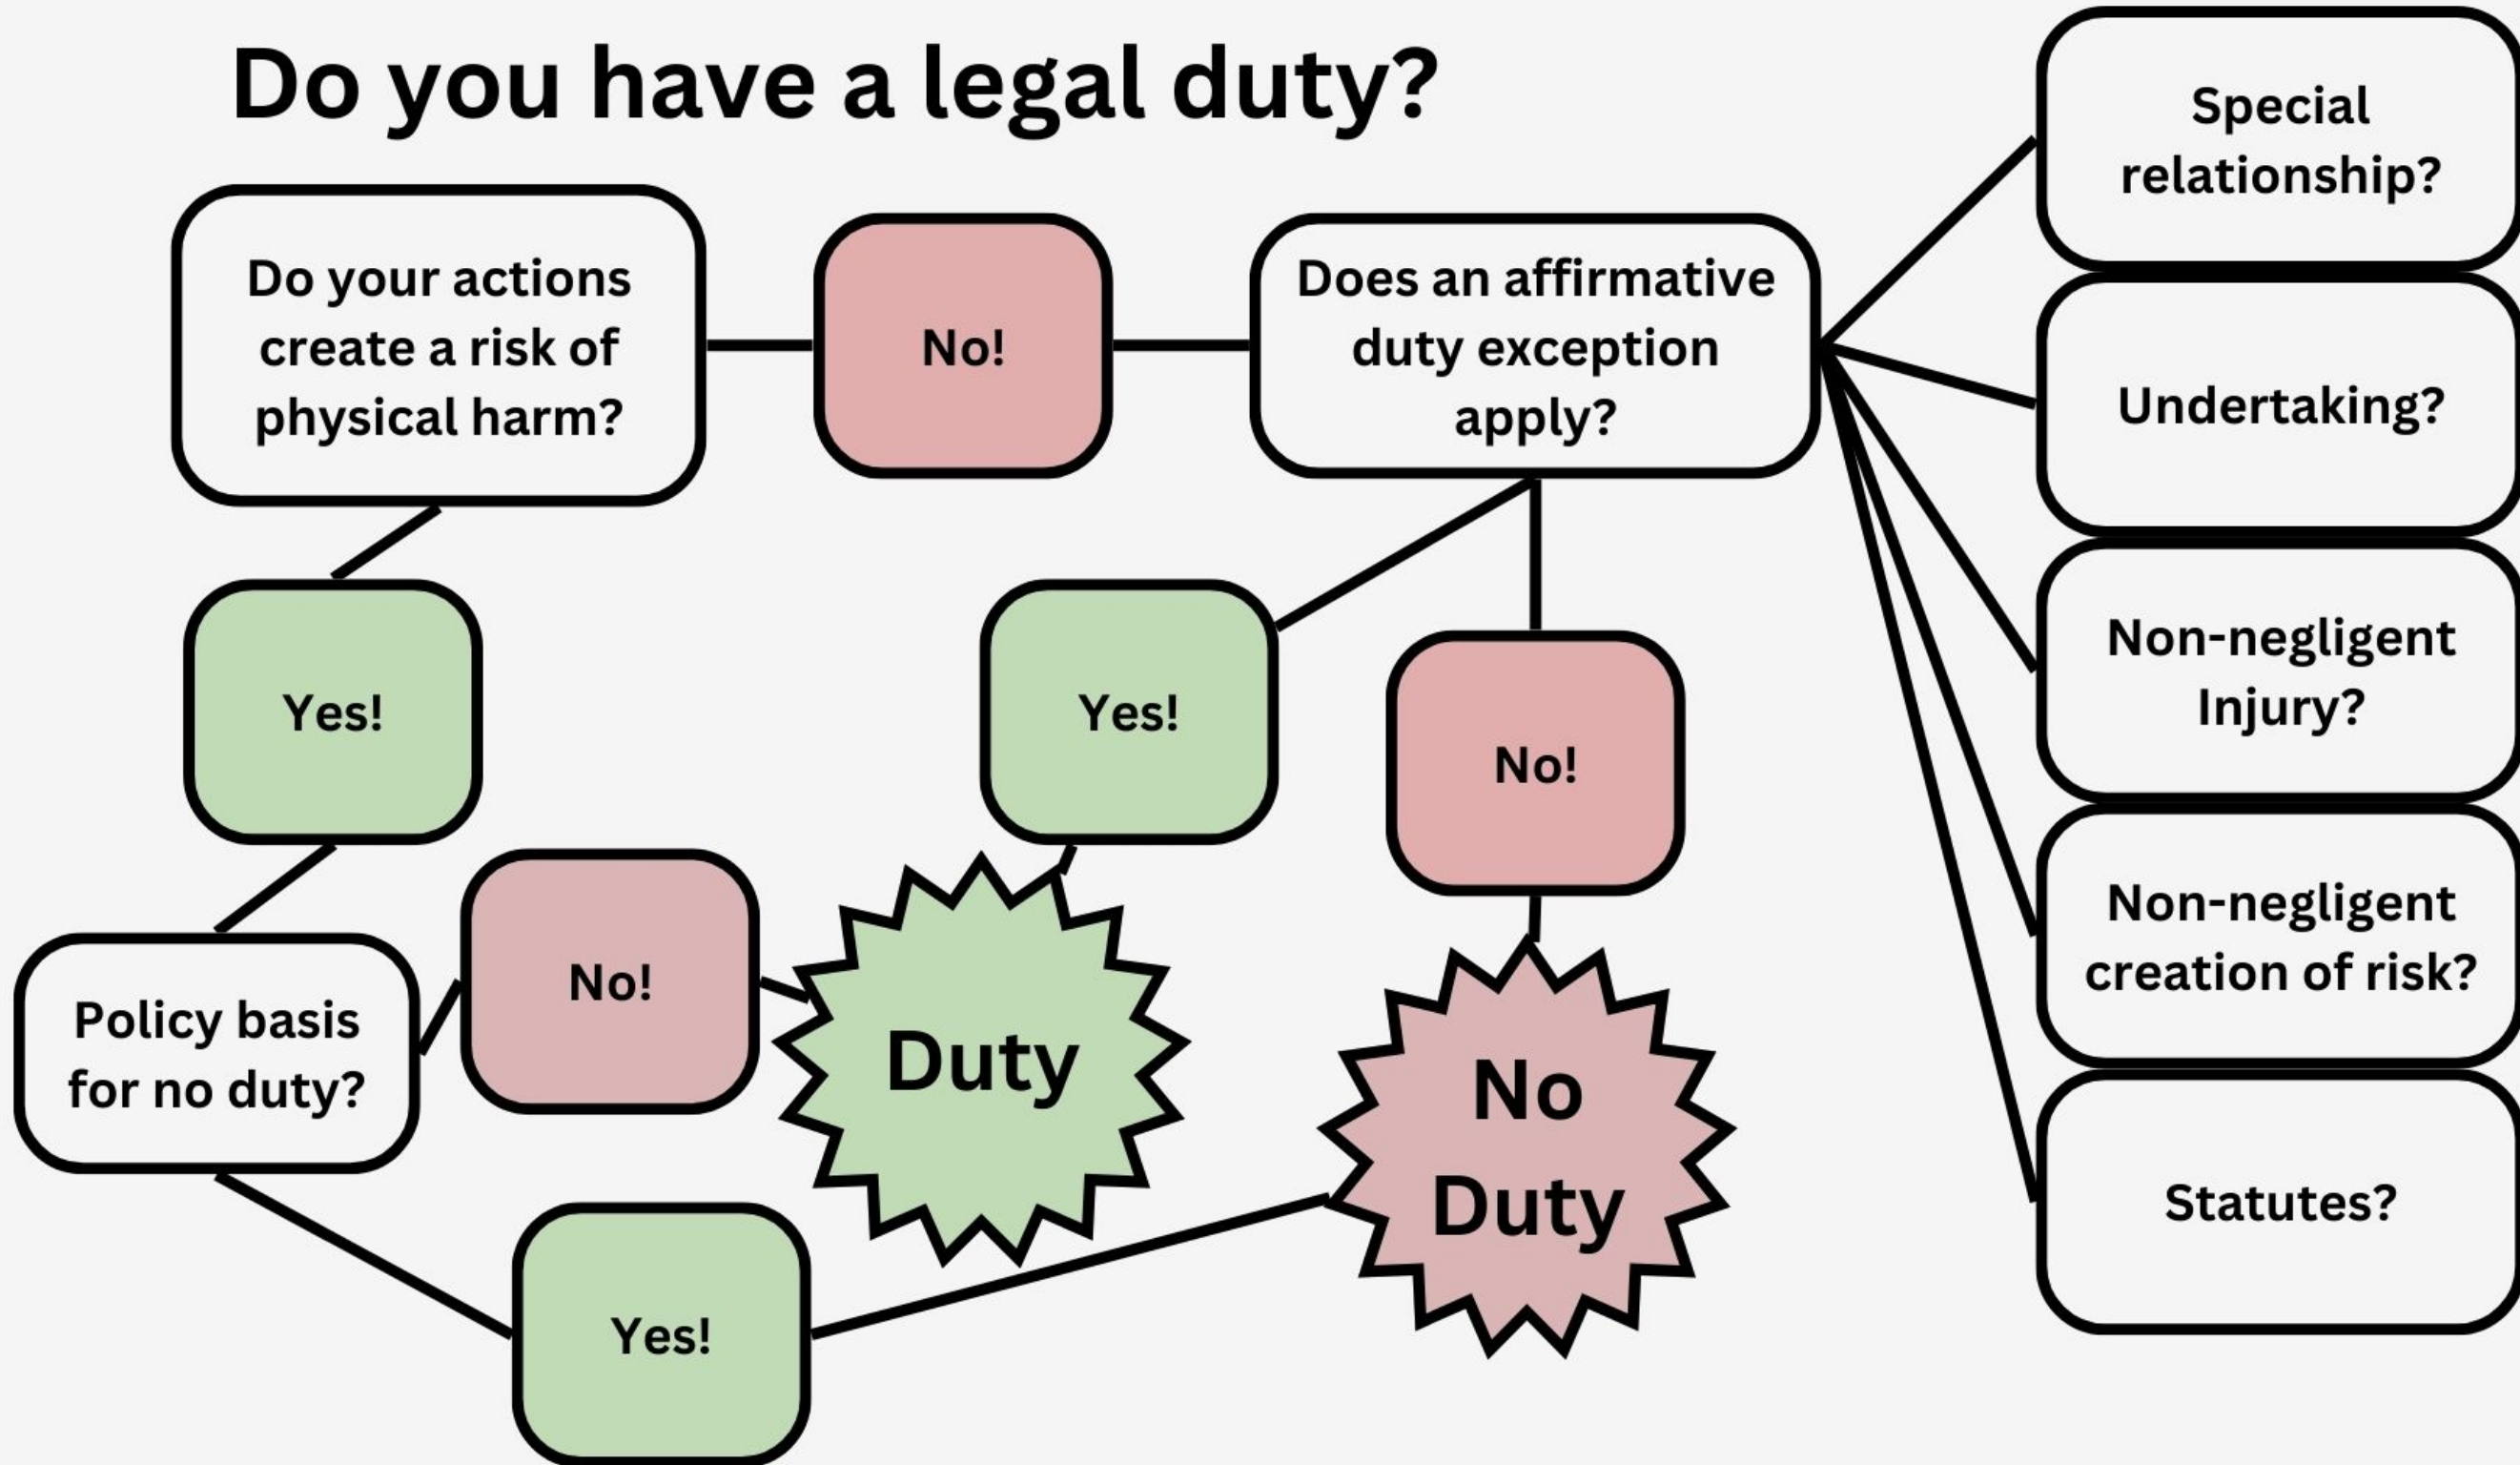 Do you have a legal duty?
Do your actions
create a risk of
physical harm?
No!
Does an affirmative
duty exception
apply?
Special
relationship?
Undertaking?
Non-negligent
Injury?
Non-negligent
creation of risk?
Statutes?
Yes!
Yes!
No!
Policy basis
for no duty?
No!
Duty
No
Duty
Yes!